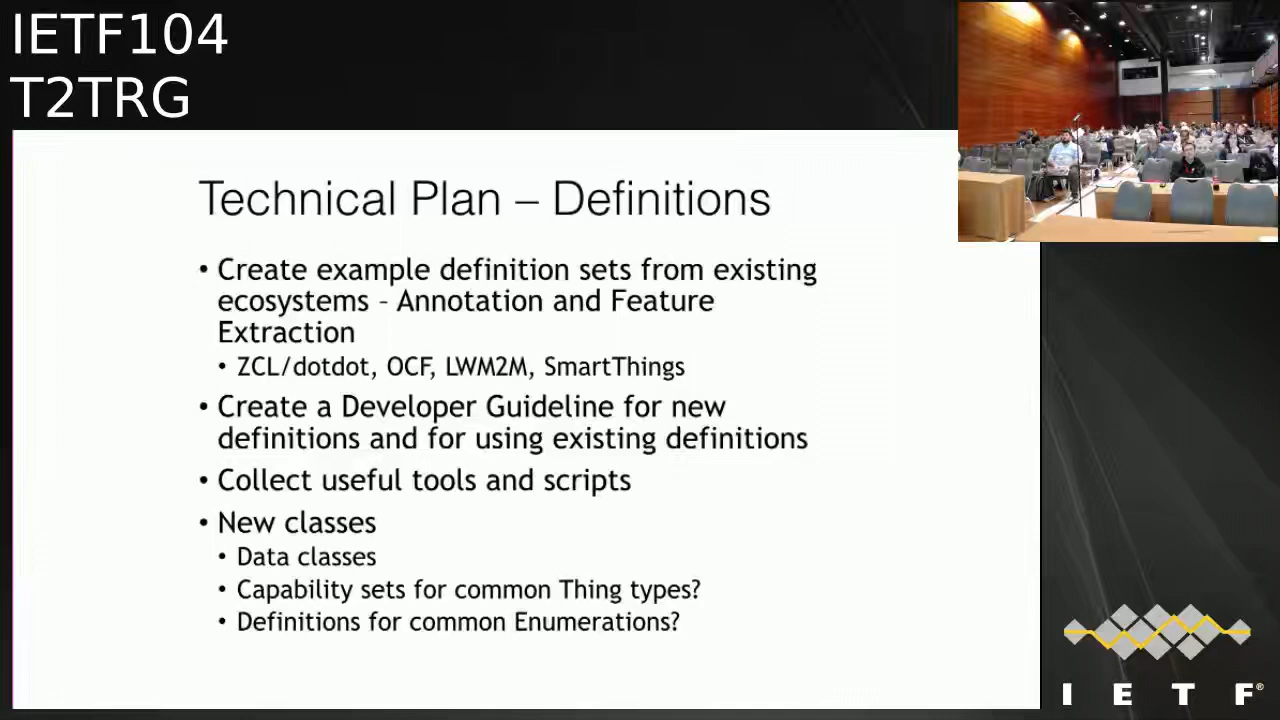 IETF104
T2TRG
Technical Plan – Definitions
• Create example definition sets from existing
ecosystems – Annotation and Feature
Extraction
• ZCL/dotdot, OCF, LWM2M, SmartThings
• Create a Developer Guideline for new
definitions and for using existing definitions
• Collect useful tools and scripts
• New classes
• Data classes
• Capability sets for common Thing types?
• Definitions for common Enumerations?
I E T F®